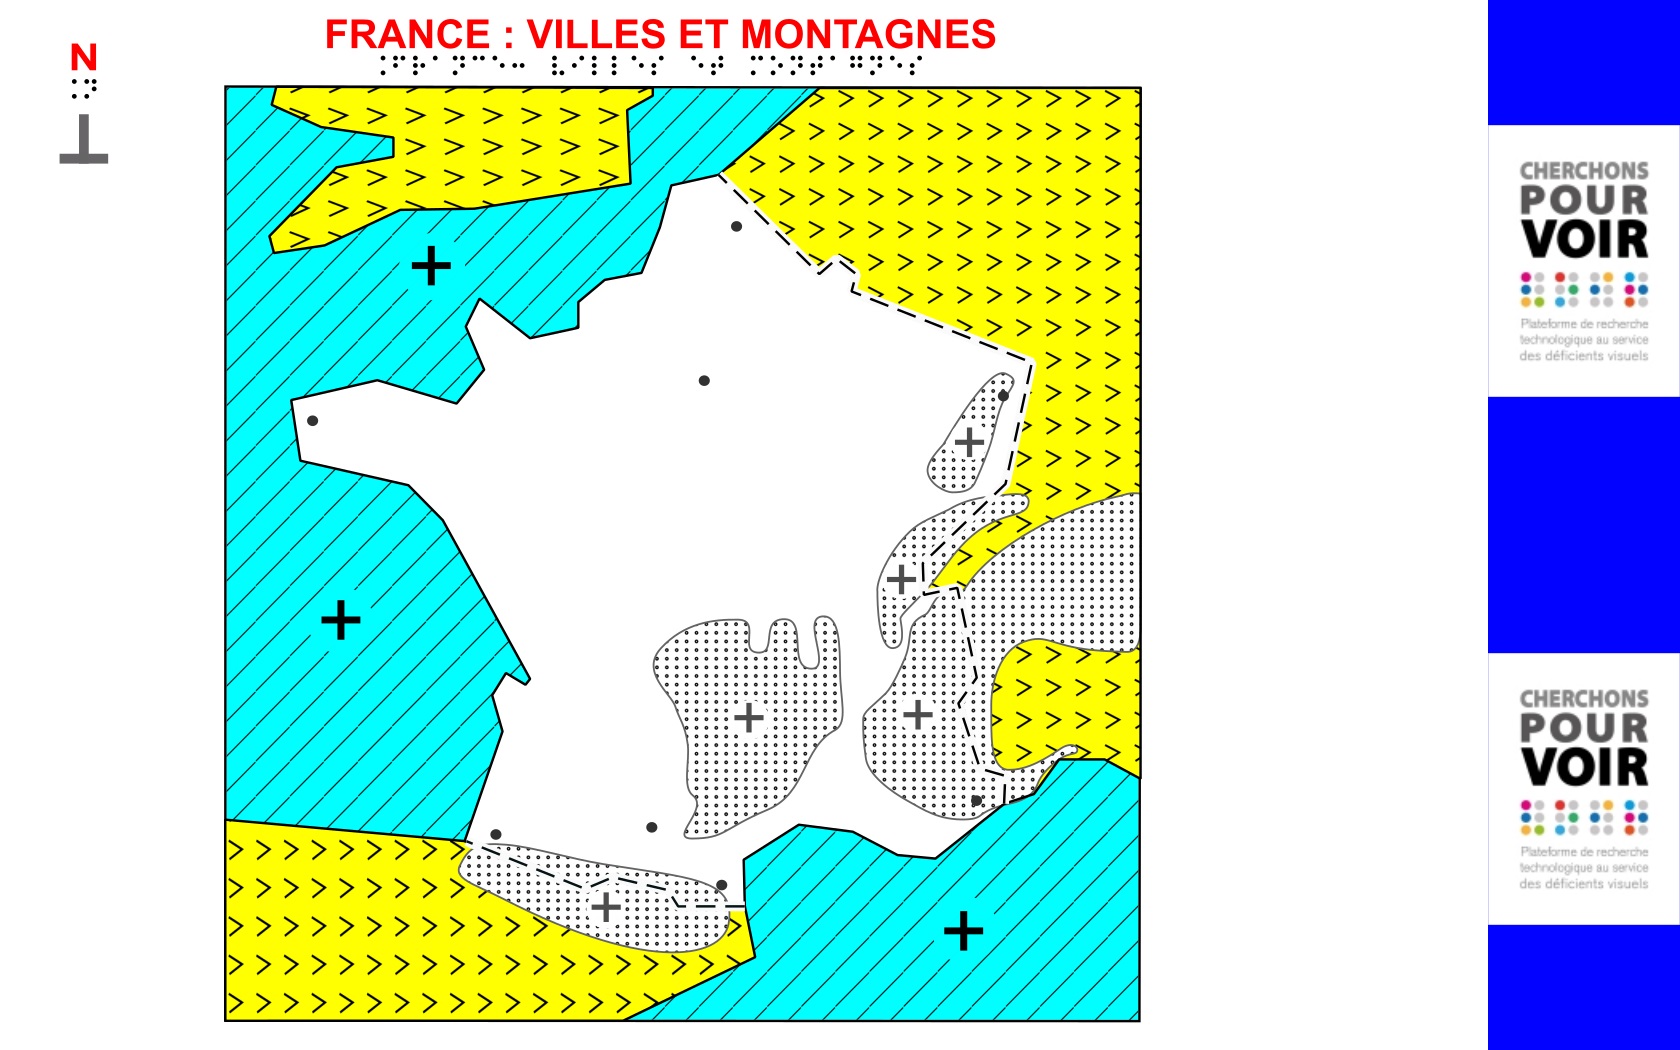 FRANCE : VILLES ET MONTAGNES
N
CHERCHONS
POUR
VOIR
Plateforme de recherche
technologique au service
des déficients visuels
CHERCHONS
POUR
VOIR
Plateforme de recherche
technologique au service
des déficients visuels